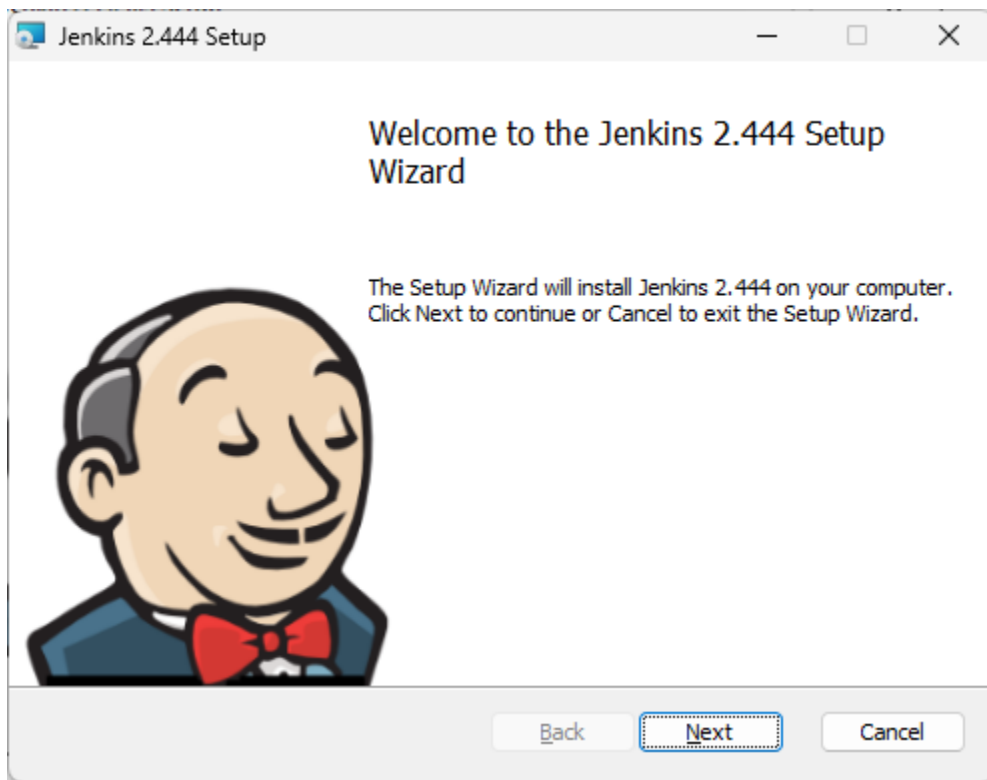 Jenkins 2.444 Setup
Welcome to the Jenkins 2.444 Setup
Wizard
The Setup Wizard will install Jenkins 2.444 on your computer.
Click Next to continue or Cancel to exit the Setup Wizard.
Back
Next
Cancel